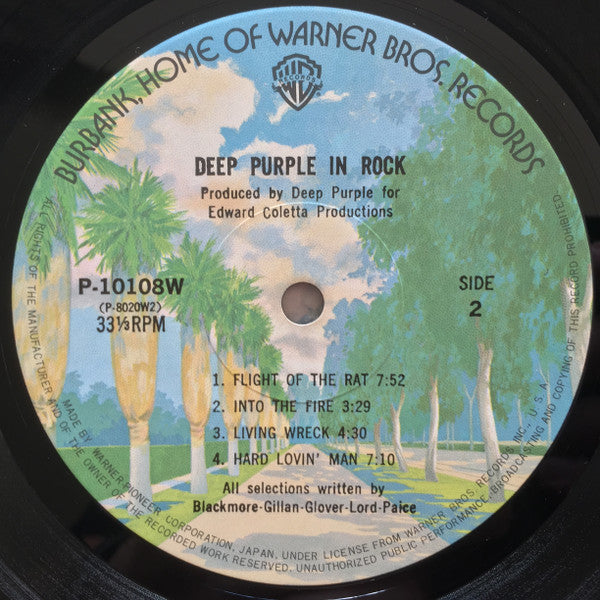 BURBANK, HOME OF WARNER BROS. RECORDS
W
RECORDS
DEEP PURPLE IN ROCK
Produced by Deep Purple for
Edward Coletta Productions
P-10108W
(P-8020W2)
33⅓RPM
SIDE
2
1. FLIGHT OF THE RAT 7:52
2. INTO THE FIRE 3:29
3. LIVING WRECK 4:30
4. HARD LOVIN' MAN 7:10
All selections written by
Blackmore-Gillan-Glover-Lord-Paice
MADE BY WARNER-PIONEER CORPORATION, JAPAN, UNDER LICENSE FROM WARNER BROS. RECORDS INC., U.S.A.
ALL RIGHTS OF THE MANUFACTURER AND OF THE OWNER OF THE RECORDED WORK RESERVED. UNAUTHORIZED PUBLIC PERFORMANCE, BROADCASTING AND COPYING OF THIS RECORD PROHIBITED.